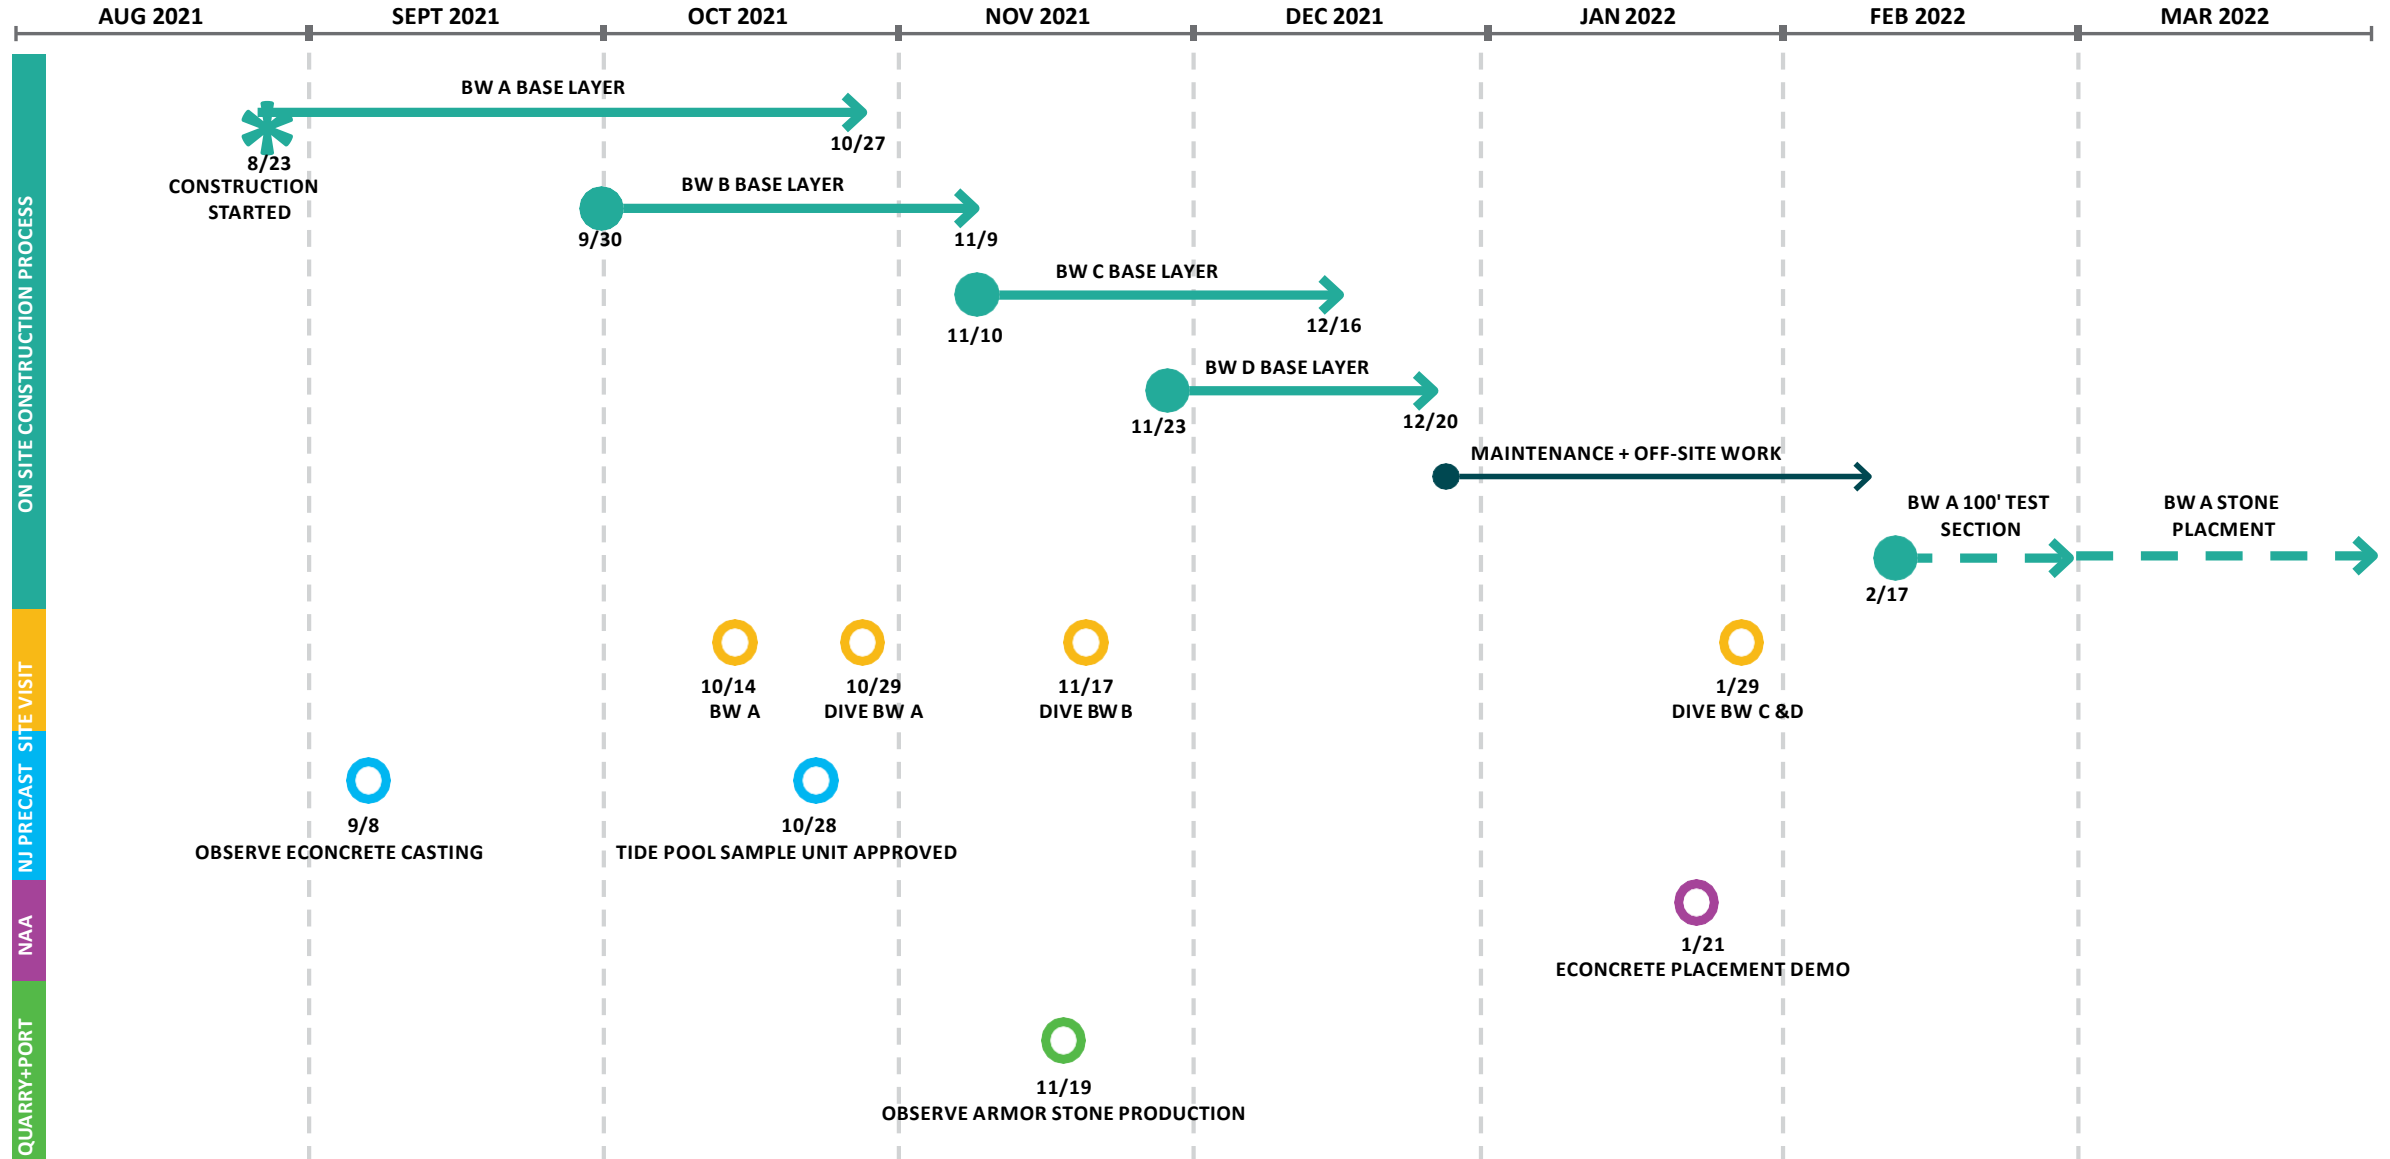 AUG 2021
SEPT 2021
OCT 2021
NOV 2021
DEC 2021
JAN 2022
FEB 2022
MAR 2022
ON SITE CONSTRUCTION PROCESS
BW A BASE LAYER
10/27
8/23
CONSTRUCTION
STARTED
BW B BASE LAYER
9/30
11/9
BW C BASE LAYER
11/10
12/16
BW D BASE LAYER
11/23
12/20
MAINTENANCE + OFF-SITE WORK
BW A 100' TEST
SECTION
BW A STONE
PLACMENT
2/17
SITE VISIT
10/14
BW A
10/29
DIVE BW A
11/17
DIVE BW B
1/29
DIVE BW C &D
NJ PRECAST
9/8
OBSERVE ECONCRETE CASTING
10/28
TIDE POOL SAMPLE UNIT APPROVED
NAA
1/21
ECONCRETE PLACEMENT DEMO
QUARRY+PORT
11/19
OBSERVE ARMOR STONE PRODUCTION